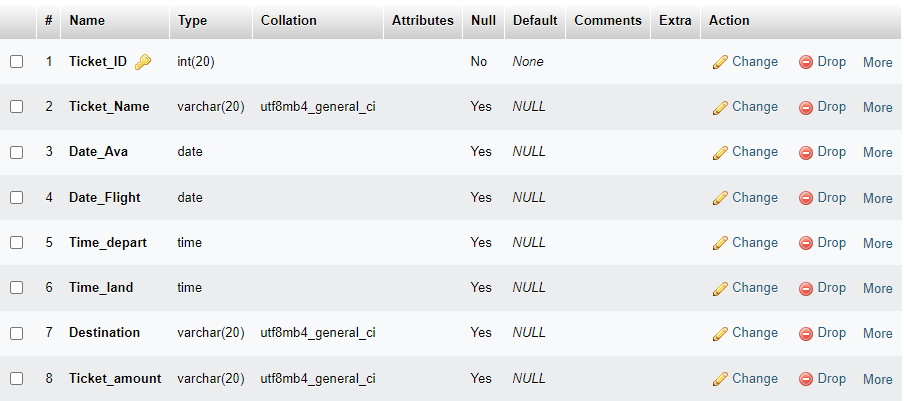 # Name Type Collation Attributes Null Default Comments Extra Action
1 Ticket_ID int(20) No None Change Drop More
2 Ticket_Name varchar(20) utf8mb4_general_ci Yes NULL Change Drop More
3 Date_Ava date Yes NULL Change Drop More
4 Date_Flight date Yes NULL Change Drop More
5 Time_depart time Yes NULL Change Drop More
6 Time_land time Yes NULL Change Drop More
7 Destination varchar(20) utf8mb4_general_ci Yes NULL Change Drop More
8 Ticket_amount varchar(20) utf8mb4_general_ci Yes NULL Change Drop More